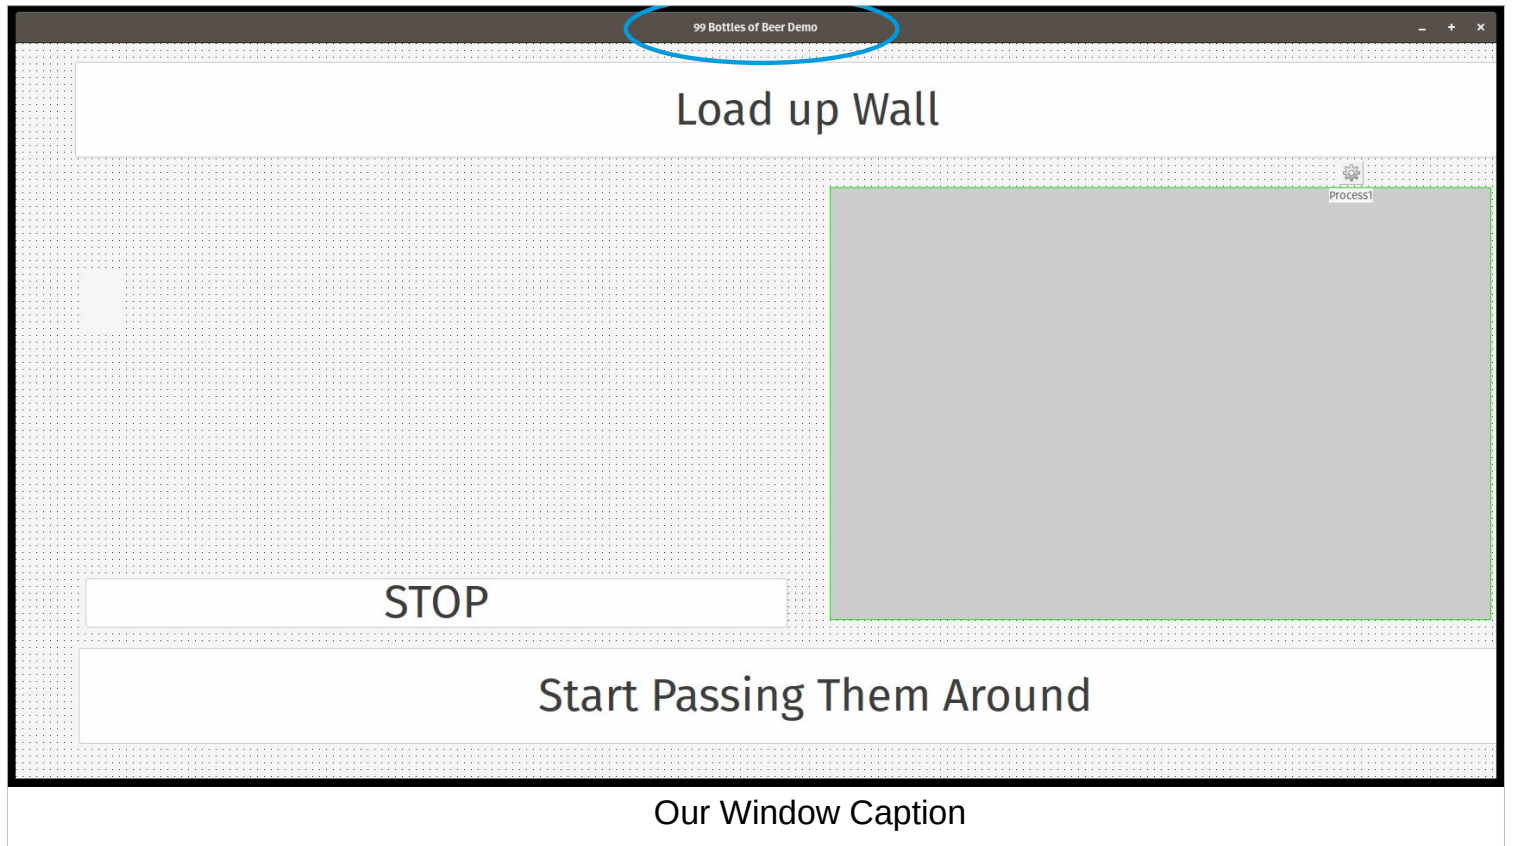 99 Bottles of Beer Demo
Load up Wall
Process1
STOP
Start Passing Them Around
Our Window Caption